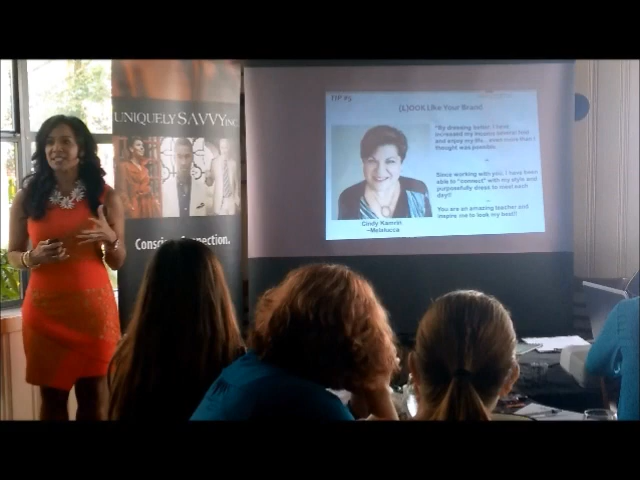 UNIQUELY SAVVY INC
TIP #5
(L)OOK Like Your Brand
"By dressing better, I have
increased my income several fold
and enjoy my life... even more than I
thought was possible.
~
Since working with you, I have been
able to "connect" with my style and
purposefully dress to meet each
day!!
~
You are an amazing teacher and
inspire me to look my best!!
Cindy
~Melaleuca
Conscious Connection.